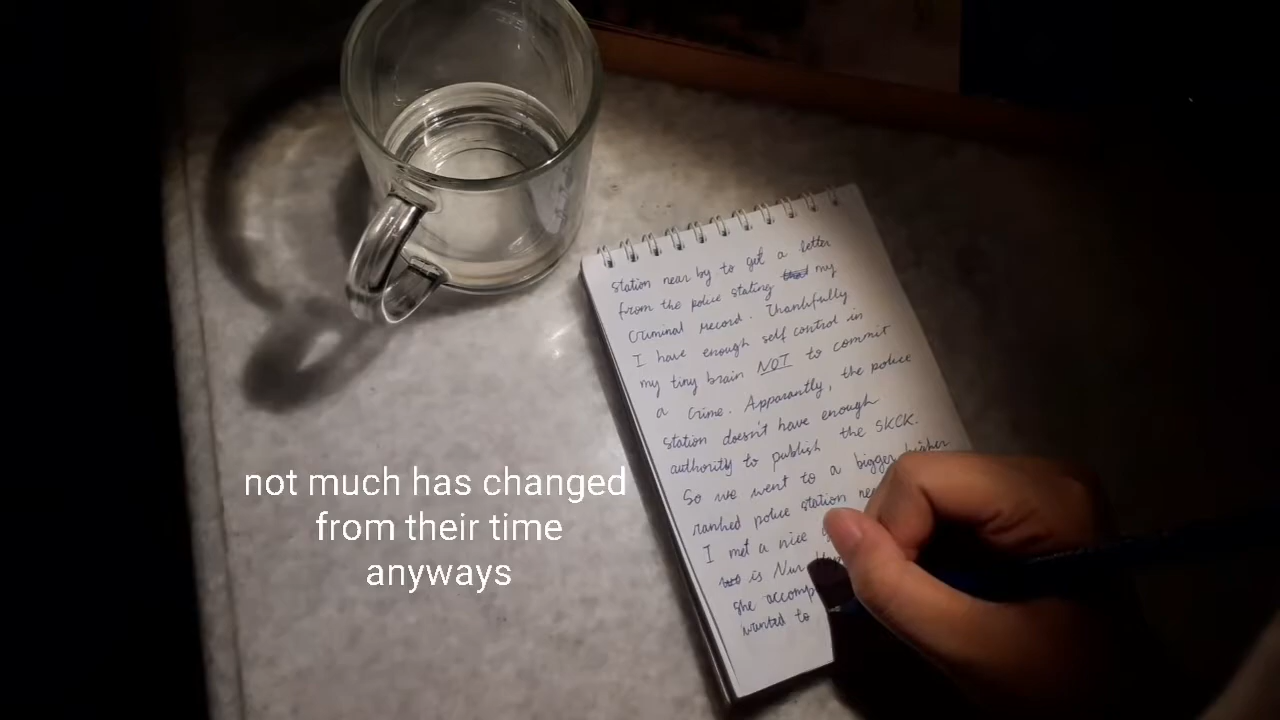 station near by to get a letter
from the police stating my
criminal record. Thankfully
I have enough self control in
my tiny brain NOT to commit
a crime. Apparantly, the police
station doesn't have enough
authority to publish the SKCK.
So we went to a bigger higher
ranked police station
I met a nice
is Nur
she accomp
wanted to
not much has changed
from their time
anyways